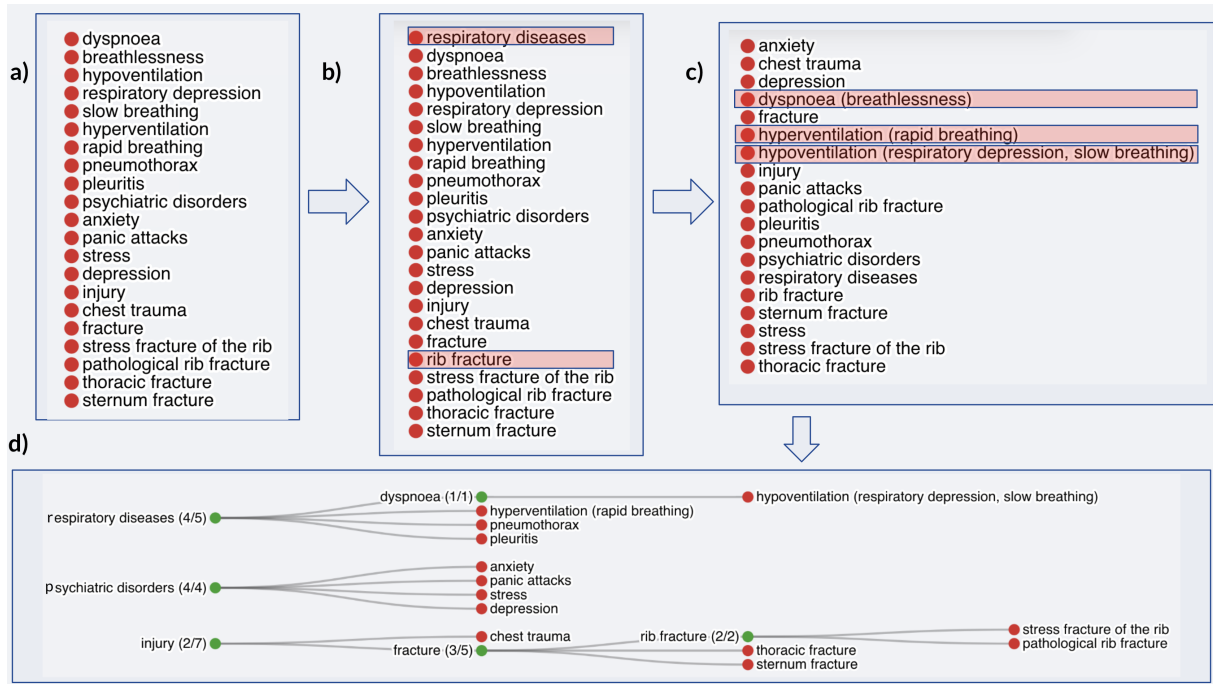 a)
dyspnoea
breathlessness
hypoventilation
respiratory depression
slow breathing
hyperventilation
rapid breathing
pneumothorax
pleuritis
psychiatric disorders
anxiety
panic attacks
stress
depression
injury
chest trauma
fracture
stress fracture of the rib
pathological rib fracture
thoracic fracture
sternum fracture
b)
respiratory diseases
dyspnoea
breathlessness
hypoventilation
respiratory depression
slow breathing
hyperventilation
rapid breathing
pneumothorax
pleuritis
psychiatric disorders
anxiety
panic attacks
stress
depression
injury
chest trauma
fracture
rib fracture
stress fracture of the rib
pathological rib fracture
thoracic fracture
sternum fracture
c)
anxiety
chest trauma
depression
dyspnoea (breathlessness)
fracture
hyperventilation (rapid breathing)
hypoventilation (respiratory depression, slow breathing)
injury
panic attacks
pathological rib fracture
pleuritis
pneumothorax
psychiatric disorders
respiratory diseases
rib fracture
sternum fracture
stress
stress fracture of the rib
thoracic fracture
d)
respiratory diseases (4/5)
dyspnoea (1/1)
hypoventilation (respiratory depression, slow breathing)
hyperventilation (rapid breathing)
pneumothorax
pleuritis
psychiatric disorders (4/4)
anxiety
panic attacks
stress
depression
injury (2/7)
chest trauma
fracture (3/5)
rib fracture (2/2)
stress fracture of the rib
pathological rib fracture
thoracic fracture
sternum fracture